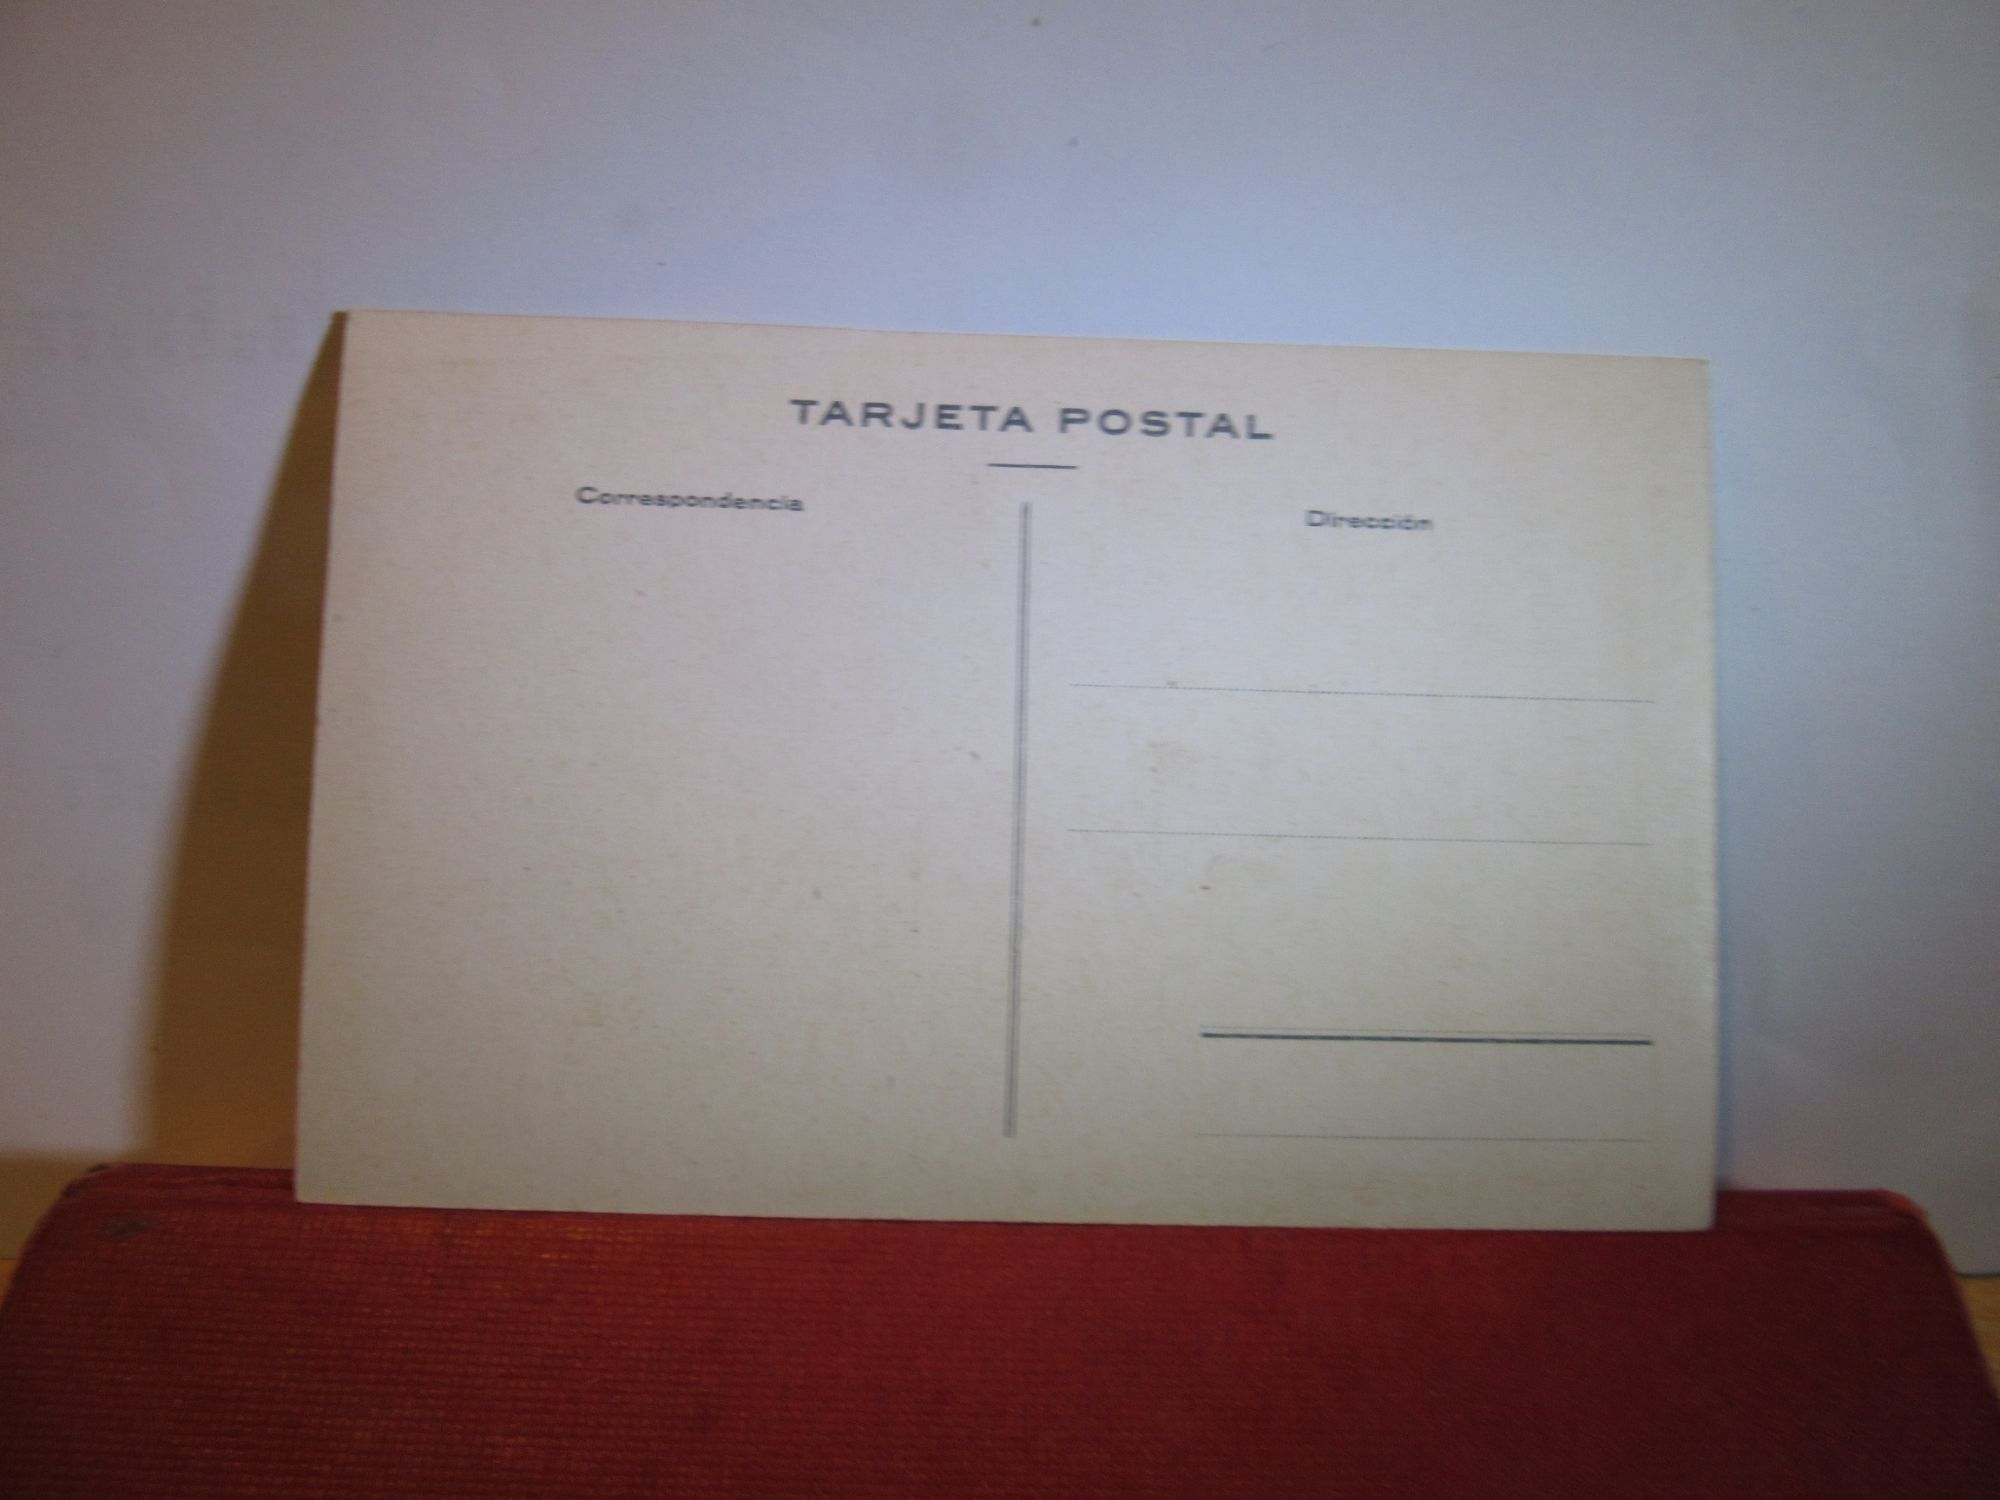 TARJETA POSTAL
Correspondencia
Dirección